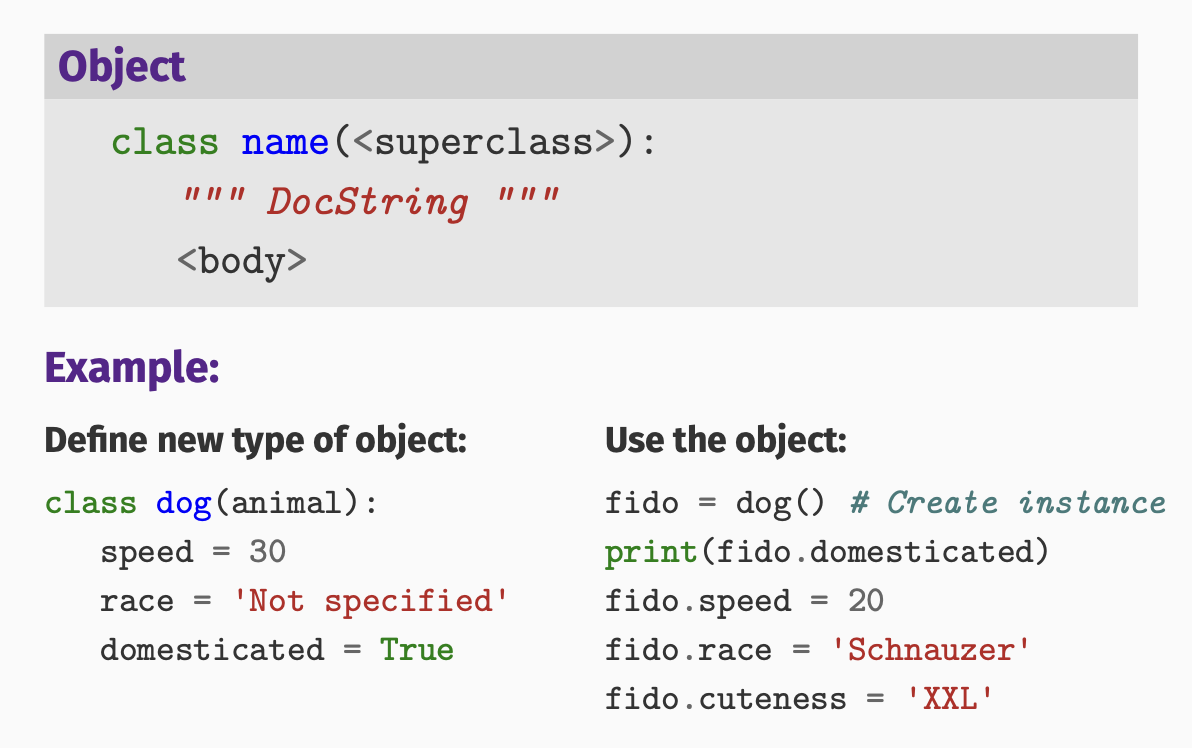 Object
class name(<superclass>):
""" DocString """
<body>
Example:
Define new type of object:
class dog(animal):
speed = 30
race = 'Not specified'
domesticated = True
Use the object:
fido = dog() # Create instance
print(fido.domesticated)
fido.speed = 20
fido.race = 'Schnauzer'
fido.cuteness = 'XXL'